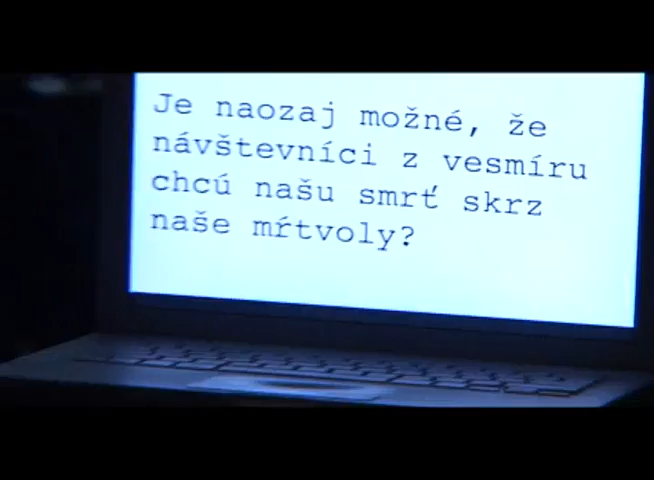 Je naozaj možné, že
návštevníci z vesmíru
chcú našu smrť skrz
naše mŕtvoly?